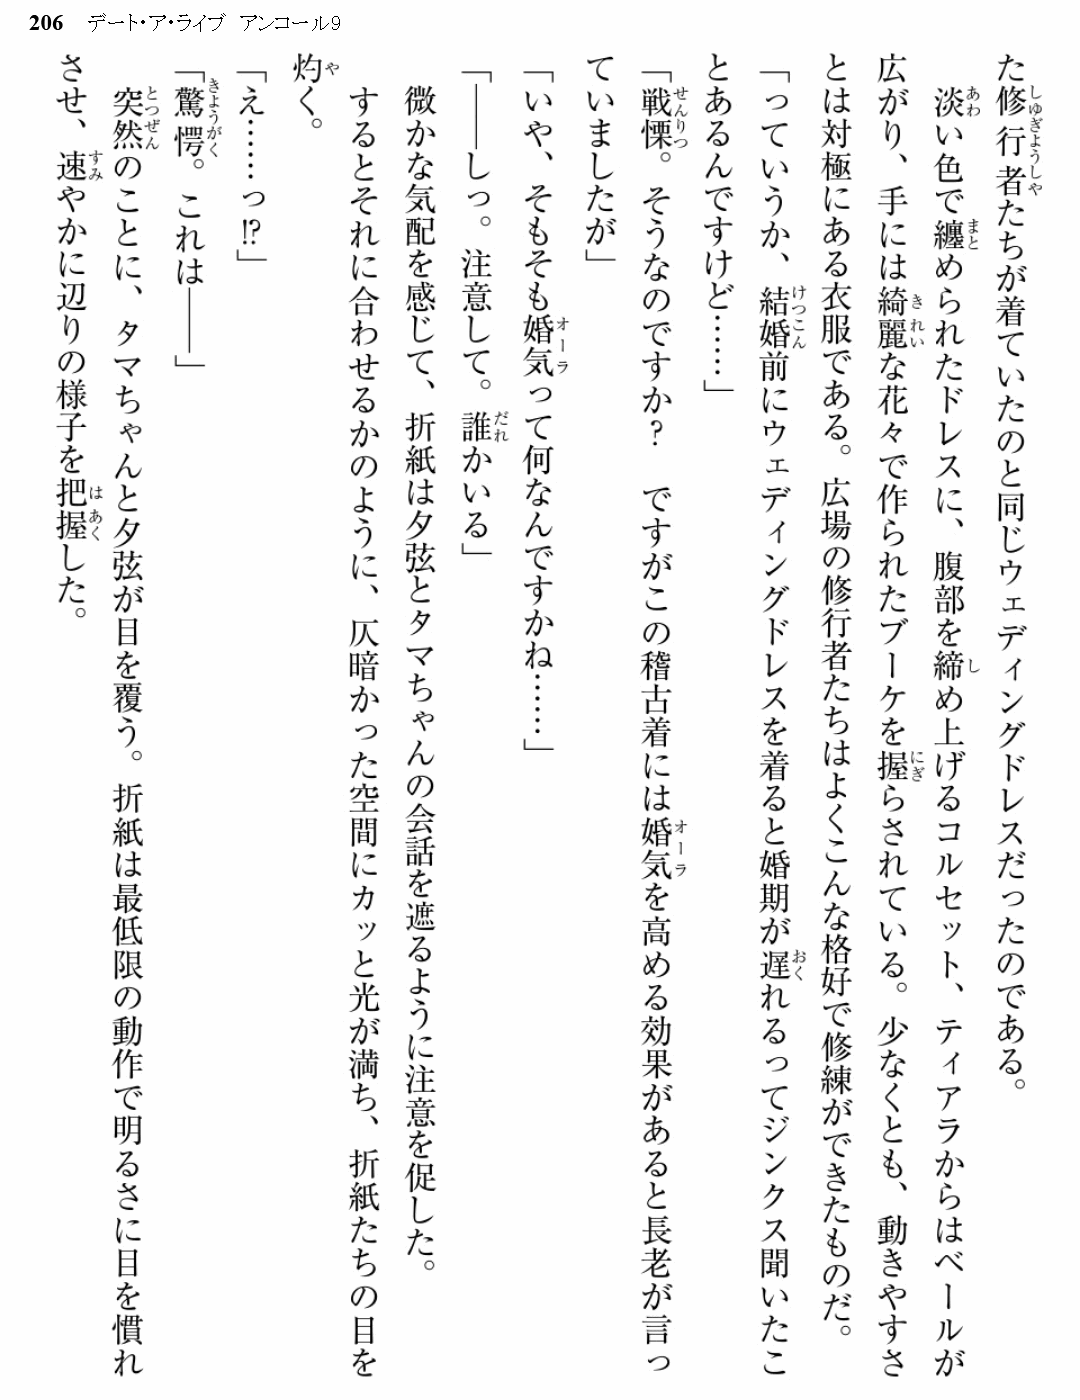 206 デート・ア・ライブ アンコール9
た修行者たちが着ていたのと同じウェディングドレスだったのである。
淡い色で纏められたドレスに、腹部を締め上げるコルセット、ティアラからはベールが
広がり、手には綺麗な花々で作られたブーケを握らされている。少なくとも、動きやすさ
とは対極にある衣服である。広場の修行者たちはよくこんな格好で修練ができたものだ。
「っていうか、結婚前にウェディングドレスを着ると婚期が遅れるってジンクス聞いたこ
とあるんですけど……」
「戦慄。そうなのですか? ですがこの稽古着には婚気を高める効果があると長老が言っ
ていましたが」
「いや、そもそも婚気って何なんですかね……」
「――しっ。注意して。誰かいる」
微かな気配を感じて、折紙は夕弦とタマちゃんの会話を遮るように注意を促した。
するとそれに合わせるかのように、仄暗かった空間にカッと光が満ち、折紙たちの目を
灼く。
「え……っ!?」
「驚愕。これは――」
突然のことに、タマちゃんと夕弦が目を覆う。折紙は最低限の動作で明るさに目を慣れ
させ、速やかに辺りの様子を把握した。